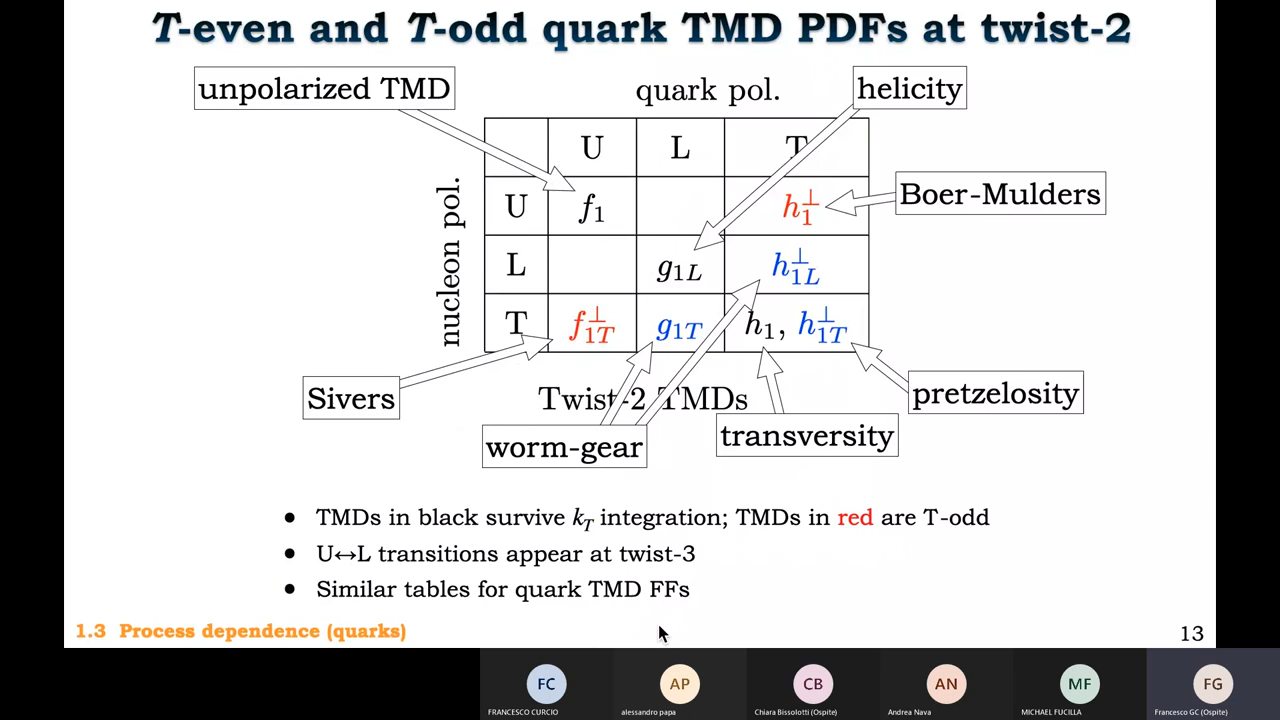 T-even and T-odd quark TMD PDFs at twist-2
unpolarized TMD
quark pol.
helicity
U L T
nucleon pol.
U f₁ h₁^⊥
Boer-Mulders
L g₁L h₁L^⊥
T f₁T^⊥ g₁T h₁, h₁T^⊥
Sivers
Twist-2 TMDs
pretzelosity
worm-gear
transversity
● TMDs in black survive k_T integration; TMDs in red are T-odd
● U↔L transitions appear at twist-3
● Similar tables for quark TMD FFs
1.3 Process dependence (quarks)
13
FC AP CB AN MF FG
FRANCESCO CURCIO alessandro papa Chiara Bissolotti (Ospite) Andrea Nava MICHAEL FUCILLA Francesco GC (Ospite)